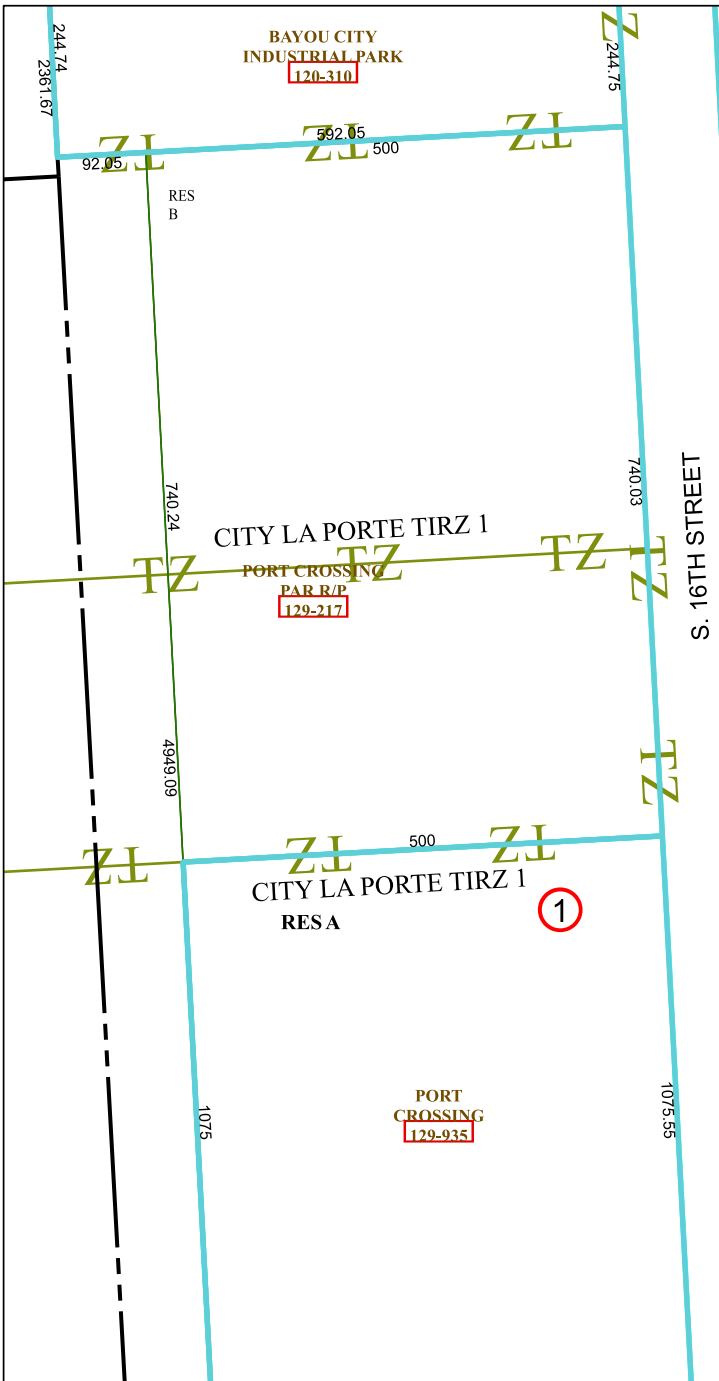 244.74
2361.67
BAYOU CITY
INDUSTRIAL PARK
120-310
244.75
Z
TZ
TZ
TZ
592.05
92.05
500
RES
B
740.24
740.03
S. 16TH STREET
CITY LA PORTE TIRZ 1
TZ
TZ
TZ
TZ
PORT CROSSING
PAR R/P
129-217
4949.09
TZ
500
TZ
TZ
TZ
CITY LA PORTE TIRZ 1
RES A
1
1075
PORT
CROSSING
129-935
1075.55